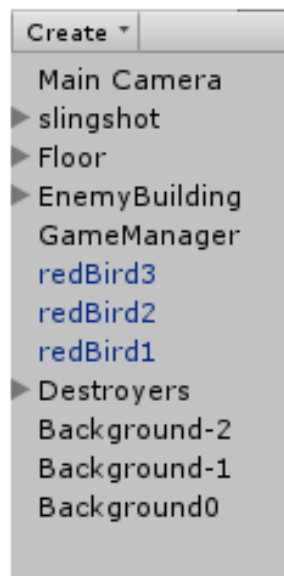 Create
Main Camera
slingshot
Floor
EnemyBuilding
GameManager
redBird3
redBird2
redBird1
Destroyers
Background-2
Background-1
Background0